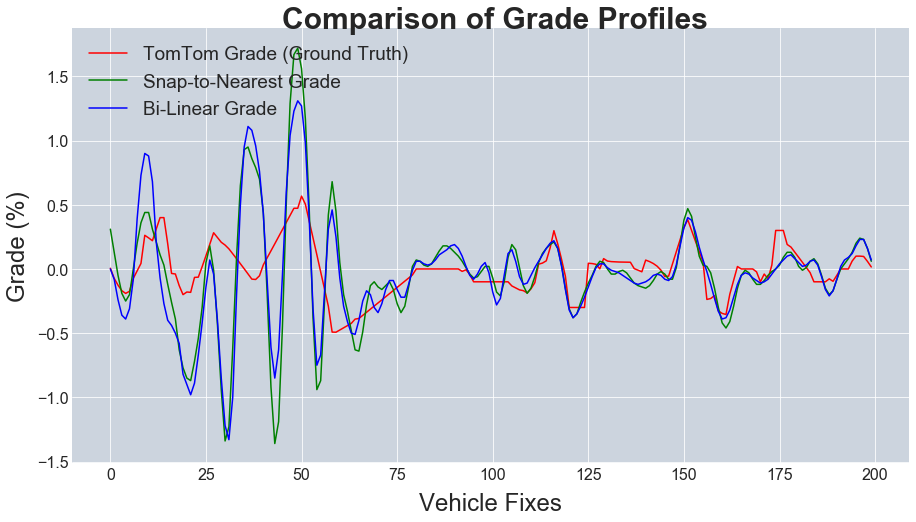 Comparison of Grade Profiles
TomTom Grade (Ground Truth)
Snap-to-Nearest Grade
Bi-Linear Grade
Grade (%)
1.5
1.0
0.5
0.0
−0.5
−1.0
−1.5
0 25 50 75 100 125 150 175 200
Vehicle Fixes